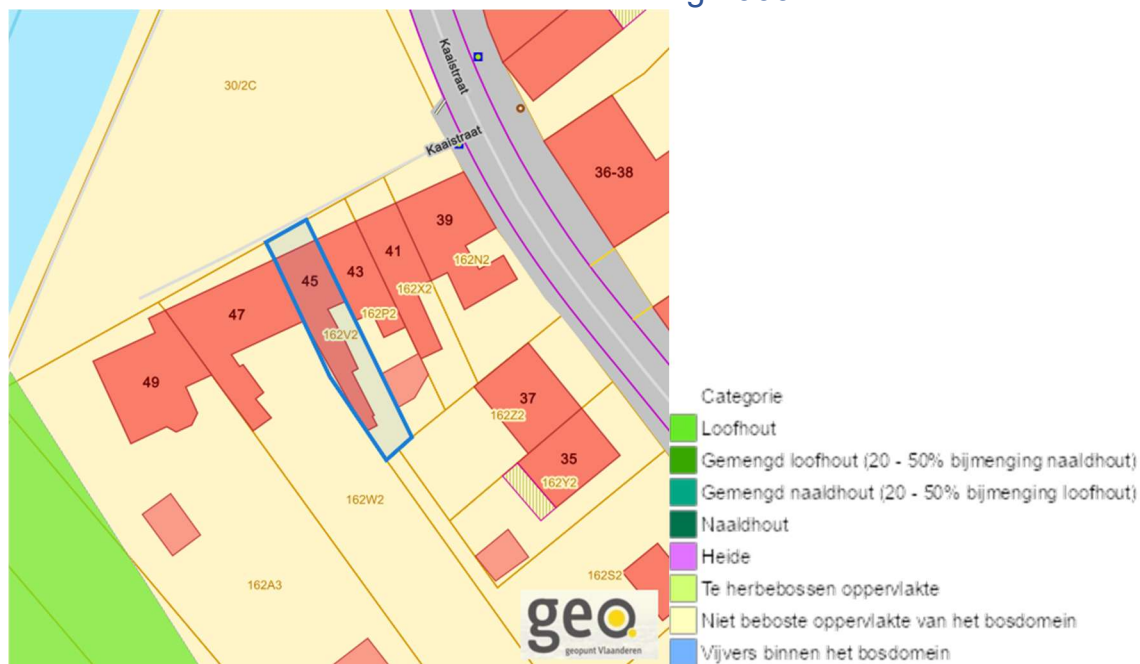 30/2C
Kaaistraat
Kaaistraat
36-38
39
41
162N2
45
43
162X2
47
162P2
162V2
49
37
162Z2
35
162Y2
162W2
162A3
162S2
geo
geopunt Vlaanderen
Categorie
Loofhout
Gemengd loofhout (20 - 50% bijmenging naaldhout)
Gemengd naaldhout (20 - 50% bijmenging loofhout)
Naaldhout
Heide
Te herbebossen oppervlakte
Niet beboste oppervlakte van het bosdomein
Vijvers binnen het bosdomein